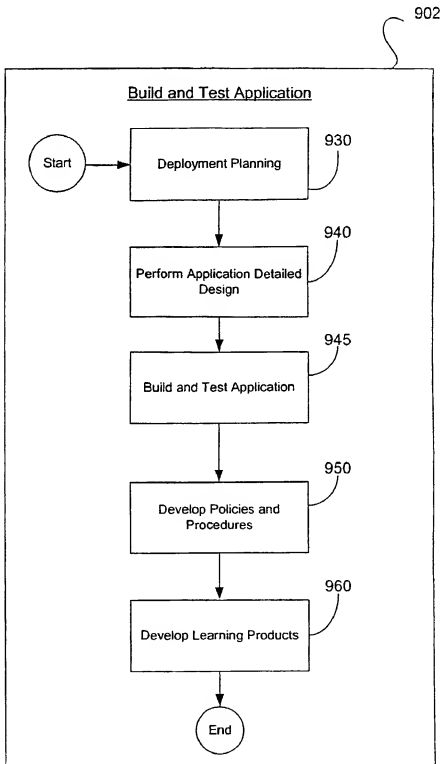 902
Build and Test Application
Start
Deployment Planning
930
940
Perform Application Detailed
Design
945
Build and Test Application
950
Develop Policies and
Procedures
960
Develop Learning Products
End